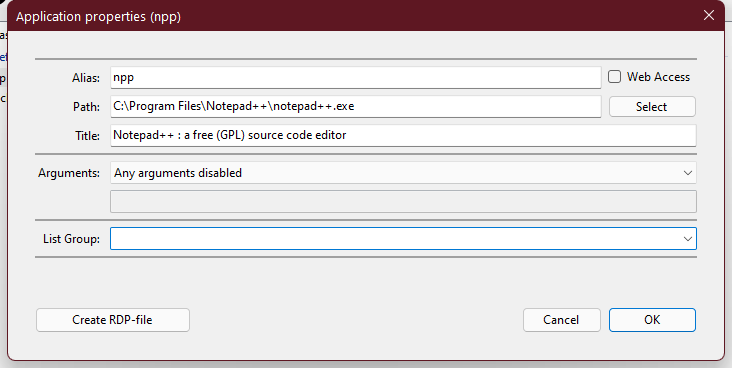 Application properties (npp)
Alias: npp Web Access
Path: C:\Program Files\Notepad++\notepad++.exe Select
Title: Notepad++ : a free (GPL) source code editor
Arguments: Any arguments disabled
List Group:
Create RDP-file Cancel OK